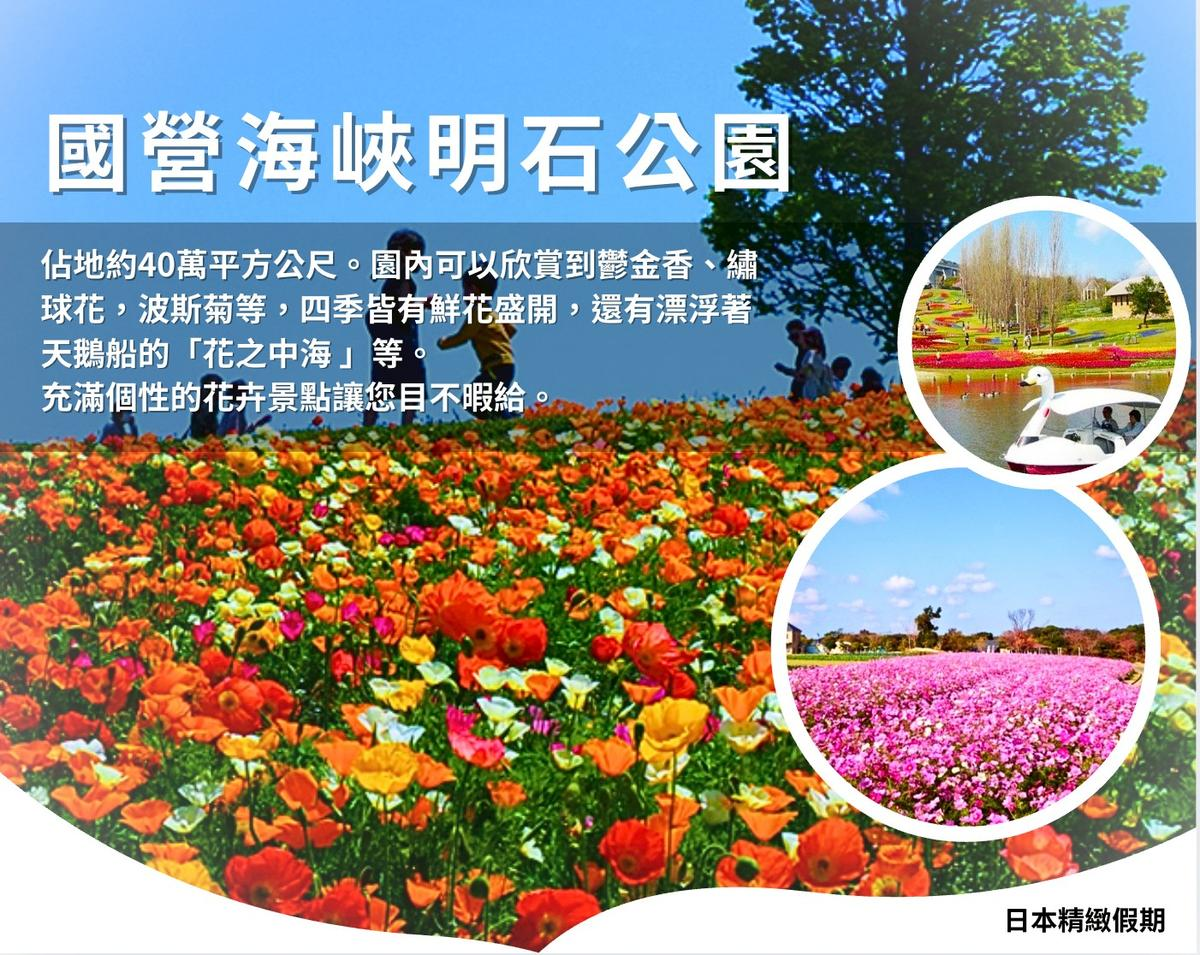 國營海峽明石公園
佔地約40萬平方公尺。園內可以欣賞到鬱金香、繡
球花，波斯菊等，四季皆有鮮花盛開，還有漂浮著
天鵝船的「花之中海」等。
充滿個性的花卉景點讓您目不暇給。
日本精緻假期